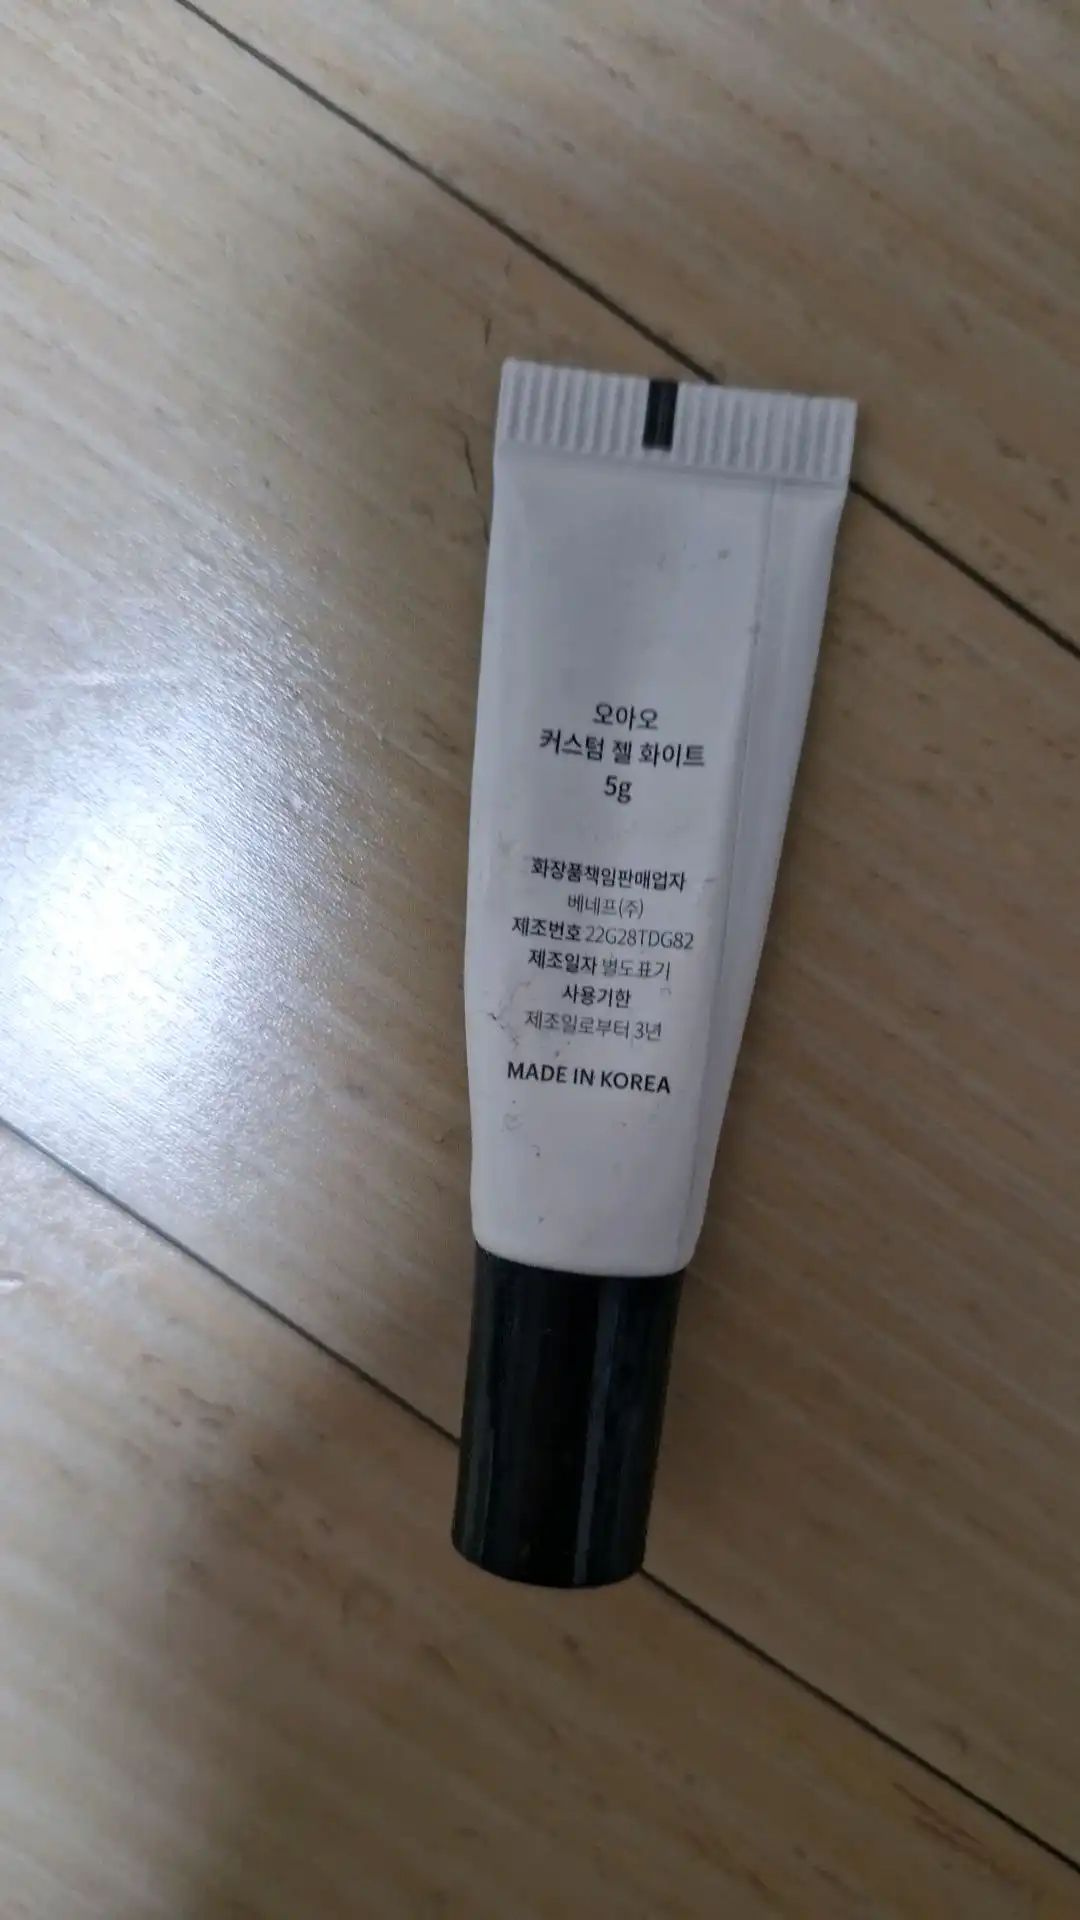 오아오
커스텀 젤 화이트
5g
화장품책임판매업자
베네프(주)
제조번호 22G28TDG82
제조일자 별도표기
사용기한
제조일로부터 3년
MADE IN KOREA